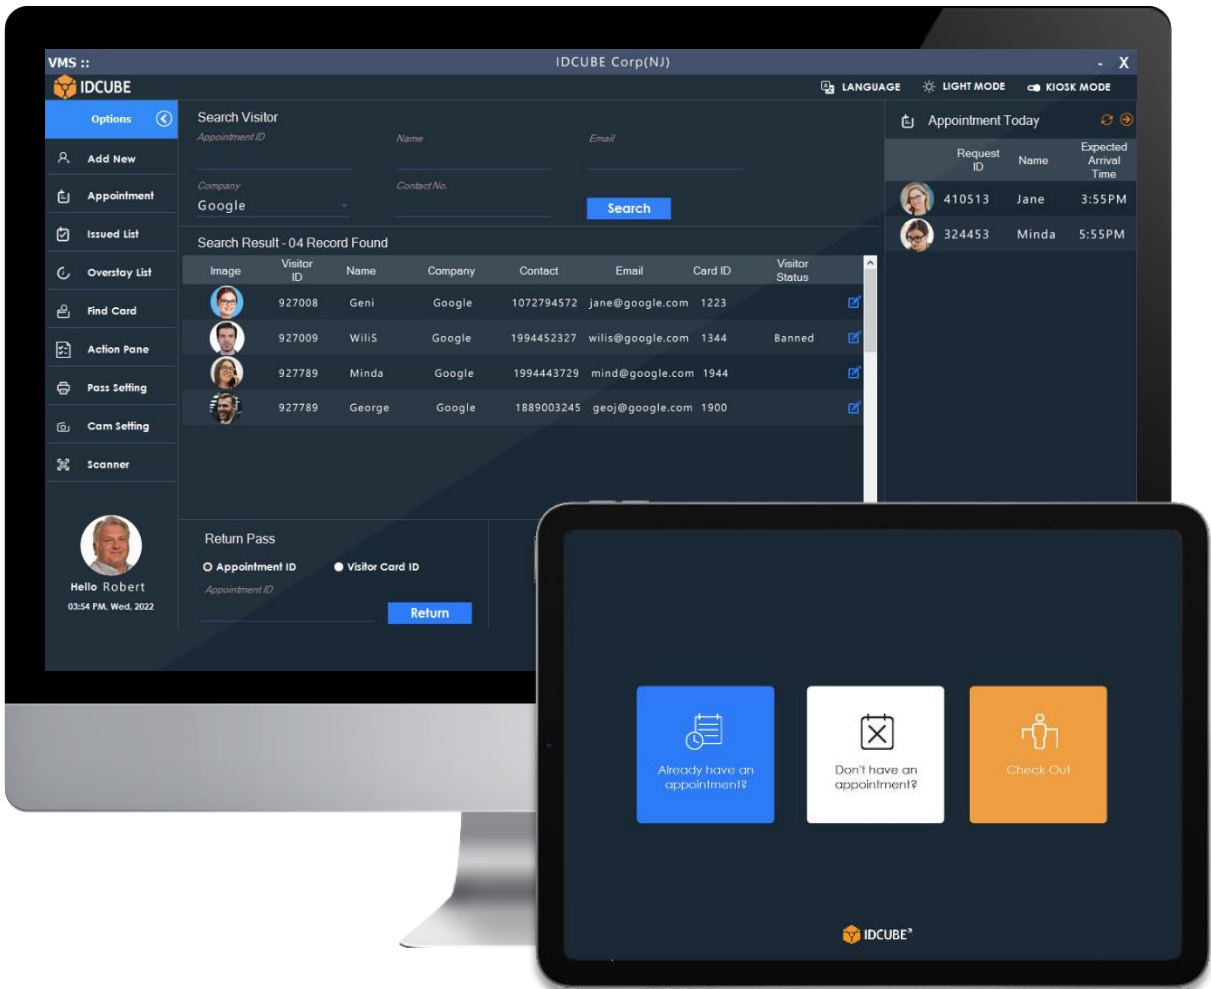 VMS ::
IDCUBE Corp(NJ)
- X
IDCUBE
LANGUAGE
LIGHT MODE
KIOSK MODE
Options
Add New
Appointment
Issued List
Overstay List
Find Card
Action Pane
Pass Setting
Cam Setting
Scanner
Hello Robert
03:54 PM, Wed, 2022
Search Visitor
Appointment ID
Name
Email
Company
Contact No.
Google
Search
Search Result - 04 Record Found
Image Visitor ID Name Company Contact Email Card ID Visitor Status
927008 Geni Google 1072794572 jane@google.com 1223
927009 WiliS Google 1994452327 wilis@google.com 1344 Banned
927789 Minda Google 1994443729 mind@google.com 1944
927789 George Google 1889003245 geoj@google.com 1900
Return Pass
Appointment ID
Visitor Card ID
Appointment ID
Return
Appointment Today
Request ID Name Expected Arrival Time
410513 Jane 3:55PM
324453 Minda 5:55PM
Already have an
appointment?
Don't have an
appointment?
Check Out
IDCUBE